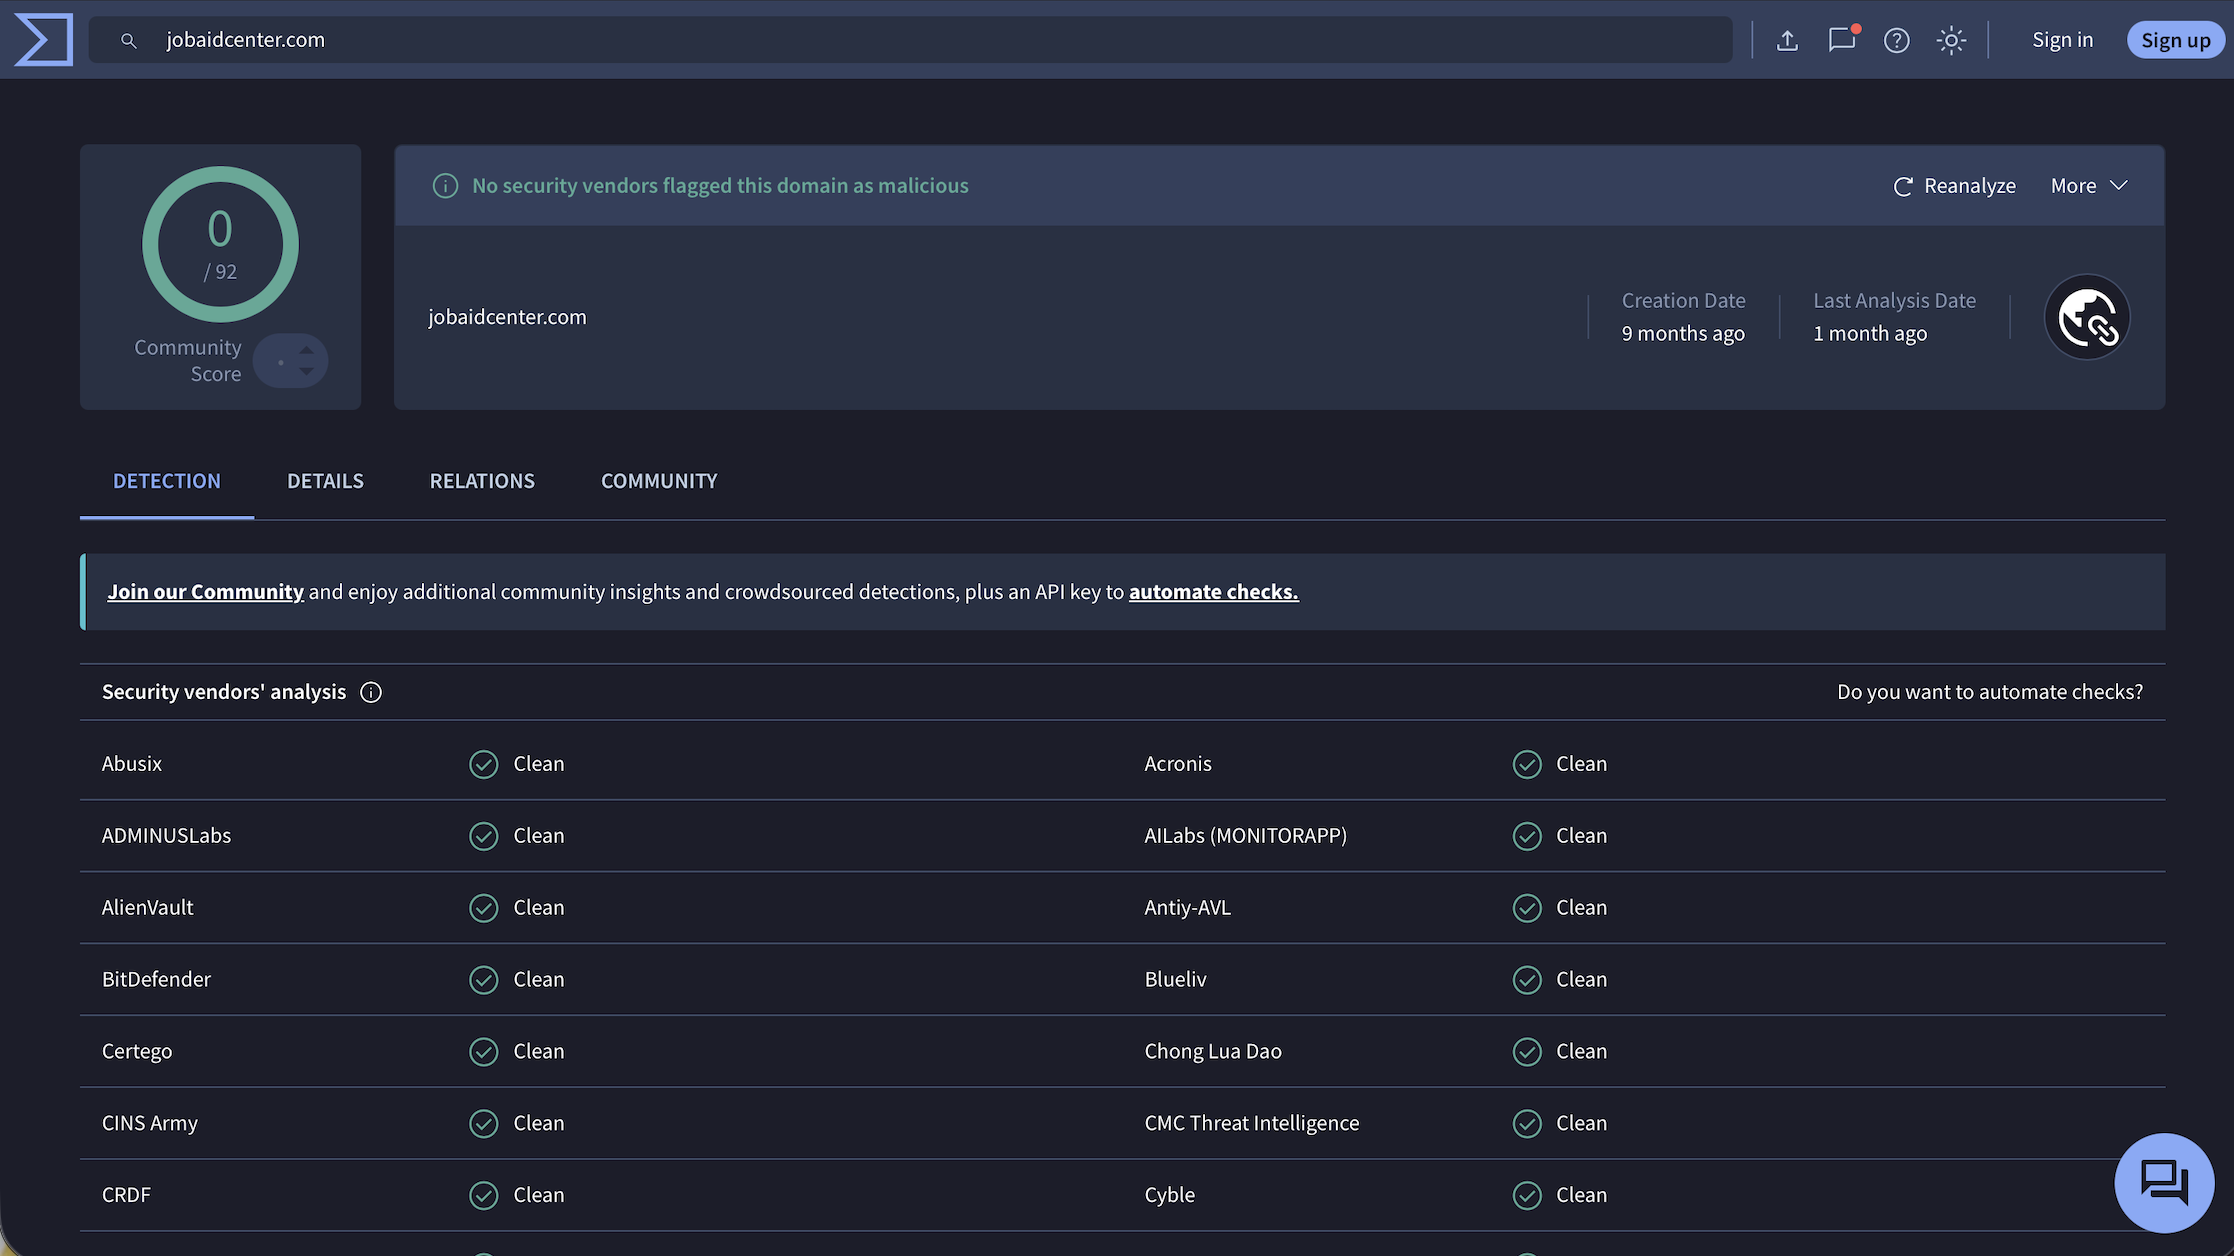 jobaidcenter.com
Sign in
Sign up
0
/ 92
Community
Score
No security vendors flagged this domain as malicious
Reanalyze
More
jobaidcenter.com
Creation Date
9 months ago
Last Analysis Date
1 month ago
DETECTION
DETAILS
RELATIONS
COMMUNITY
Join our Community and enjoy additional community insights and crowdsourced detections, plus an API key to automate checks.
Security vendors' analysis
Do you want to automate checks?
Abusix Clean Acronis Clean
ADMINUSLabs Clean AILabs (MONITORAPP) Clean
AlienVault Clean Antiy-AVL Clean
BitDefender Clean Blueliv Clean
Certego Clean Chong Lua Dao Clean
CINS Army Clean CMC Threat Intelligence Clean
CRDF Clean Cyble Clean